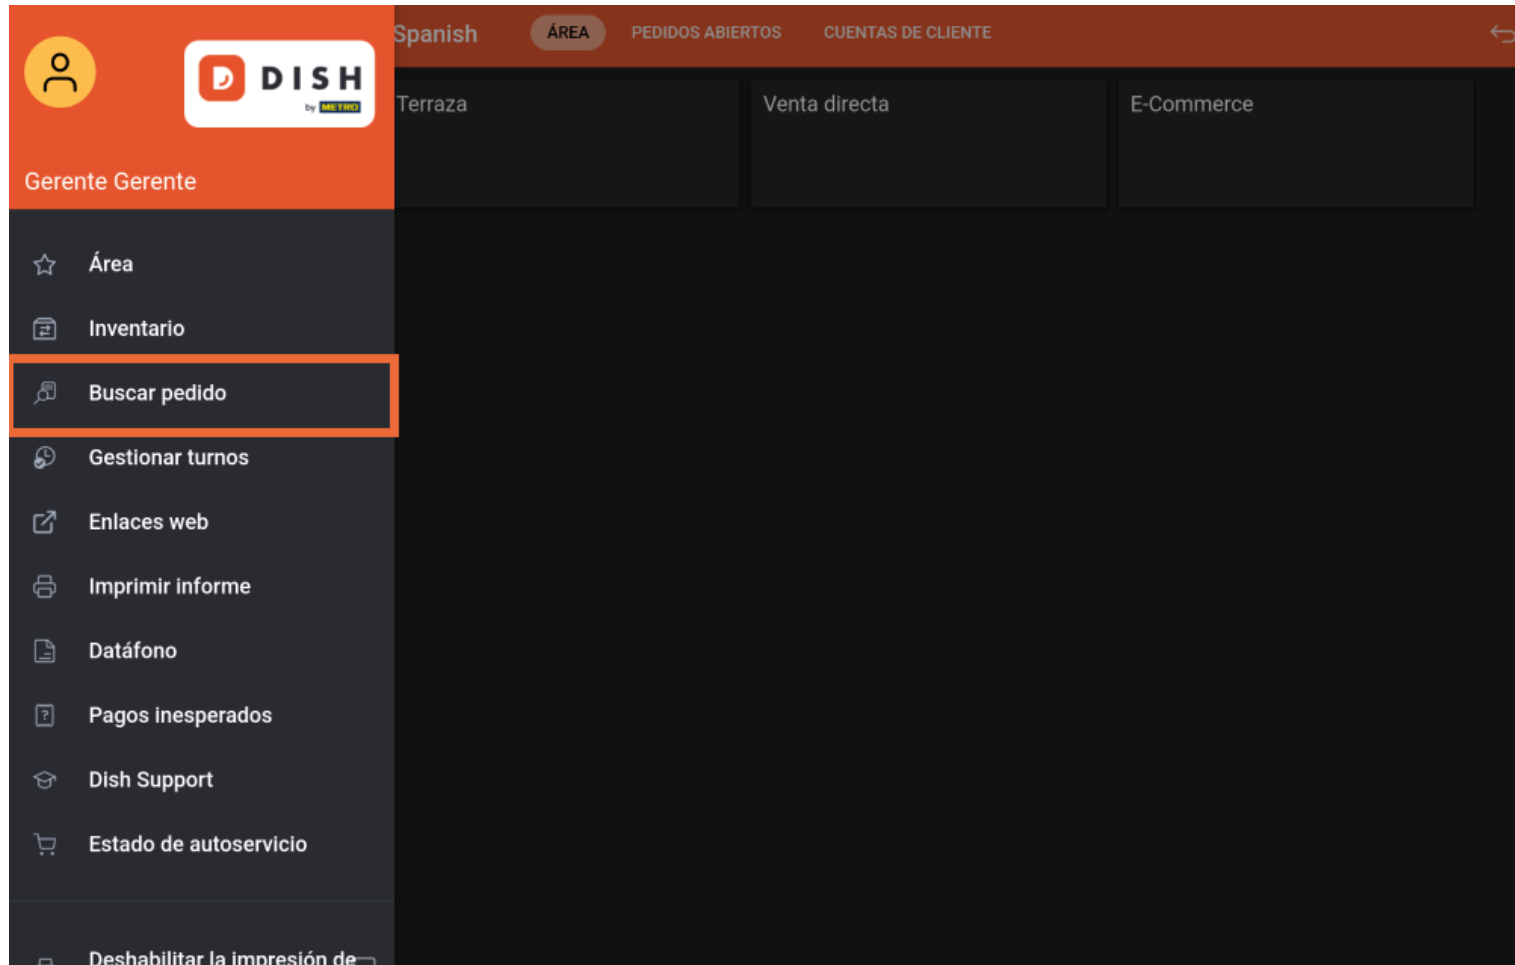 Spanish
ÁREA
PEDIDOS ABIERTOS
CUENTAS DE CLIENTE
DISH
by METRO
Gerente Gerente
Terraza
Venta directa
E-Commerce
Área
Inventario
Buscar pedido
Gestionar turnos
Enlaces web
Imprimir informe
Datáfono
Pagos inesperados
Dish Support
Estado de autoservicio
Deshabilitar la impresión de